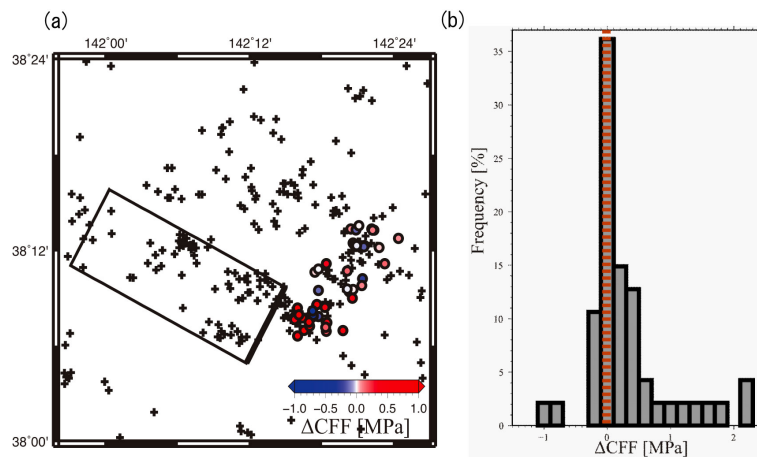 (a)
142°00' 142°12' 142°24'
38°24'
38°12'
38°00'
−1.0 −0.5 0.0 0.5 1.0
ΔCFF [MPa]
(b)
Frequency [%]
35
30
25
20
15
10
5
0
−1 0 1 2
ΔCFF [MPa]